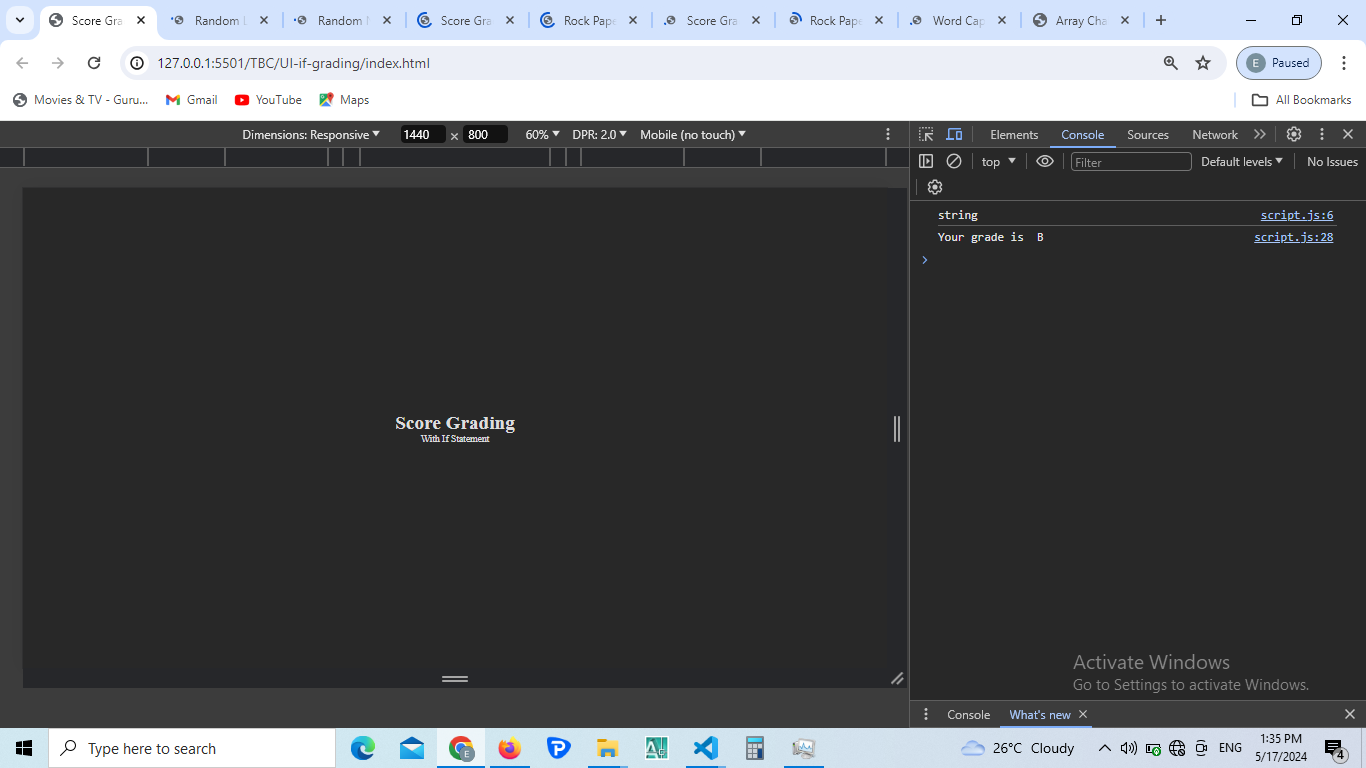 Score Gra
Random L
Random
Score Gra
Rock Pape
Score Gra
Rock Pape
Word Cap
Array Cha
127.0.0.1:5501/TBC/UI-if-grading/index.html
E
Paused
Movies & TV - Guru...
Gmail
YouTube
Maps
All Bookmarks
Dimensions: Responsive
1440
×
800
60%
DPR: 2.0
Mobile (no touch)
Elements
Console
Sources
Network
top
Filter
Default levels
No Issues
string
script.js:6
Your grade is  B
script.js:28
Score Grading
With If Statement
Activate Windows
Go to Settings to activate Windows.
Console
What's new
Type here to search
E
26°C Cloudy
ENG
1:35 PM
5/17/2024
4